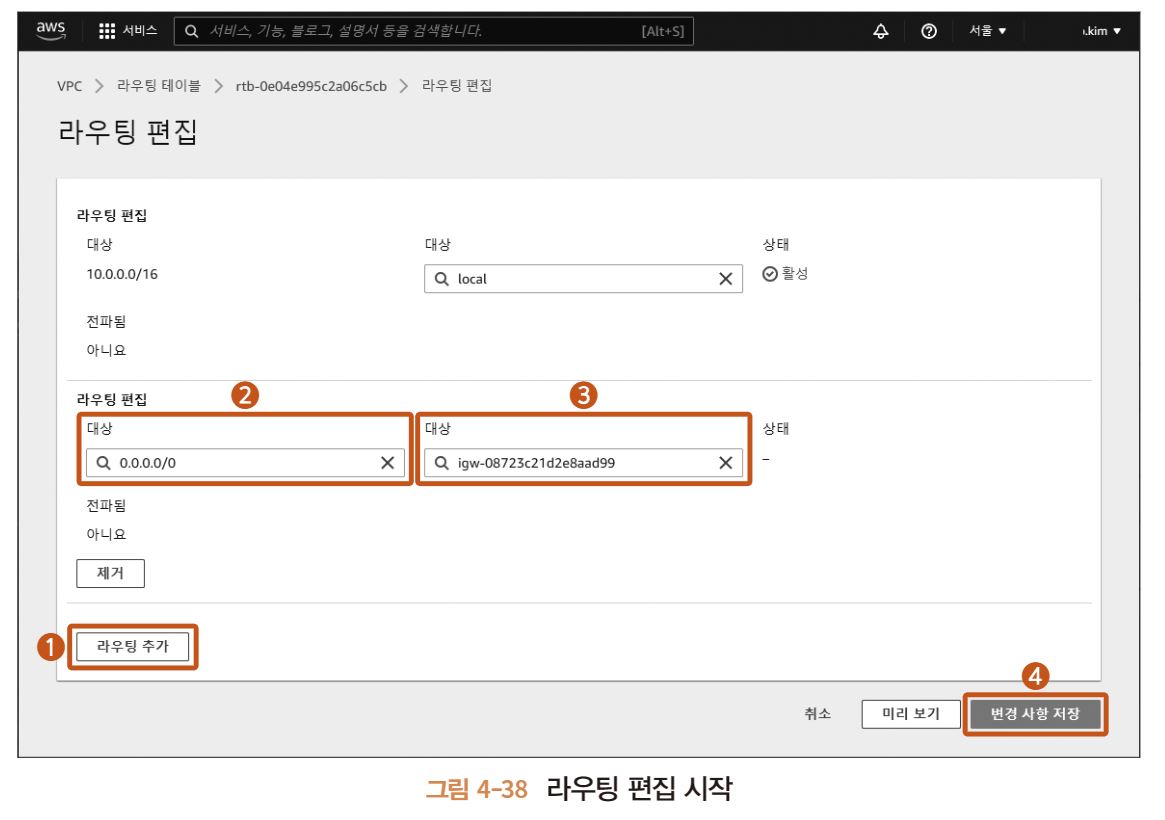 aws 서비스 서비스, 기능, 블로그, 설명서 등을 검색합니다. [Alt+S] 서울 ▼ .kim ▼
VPC > 라우팅 테이블 > rtb-0e04e995c2a06c5cb > 라우팅 편집
라우팅 편집
라우팅 편집
대상 대상 상태
10.0.0.0/16 local 활성
전파됨
아니요
2 3
라우팅 편집
대상 대상 상태
0.0.0.0/0 igw-08723c21d2e8aad99 –
전파됨
아니요
제거
1 라우팅 추가
4
취소 미리 보기 변경 사항 저장
그림 4-38 라우팅 편집 시작